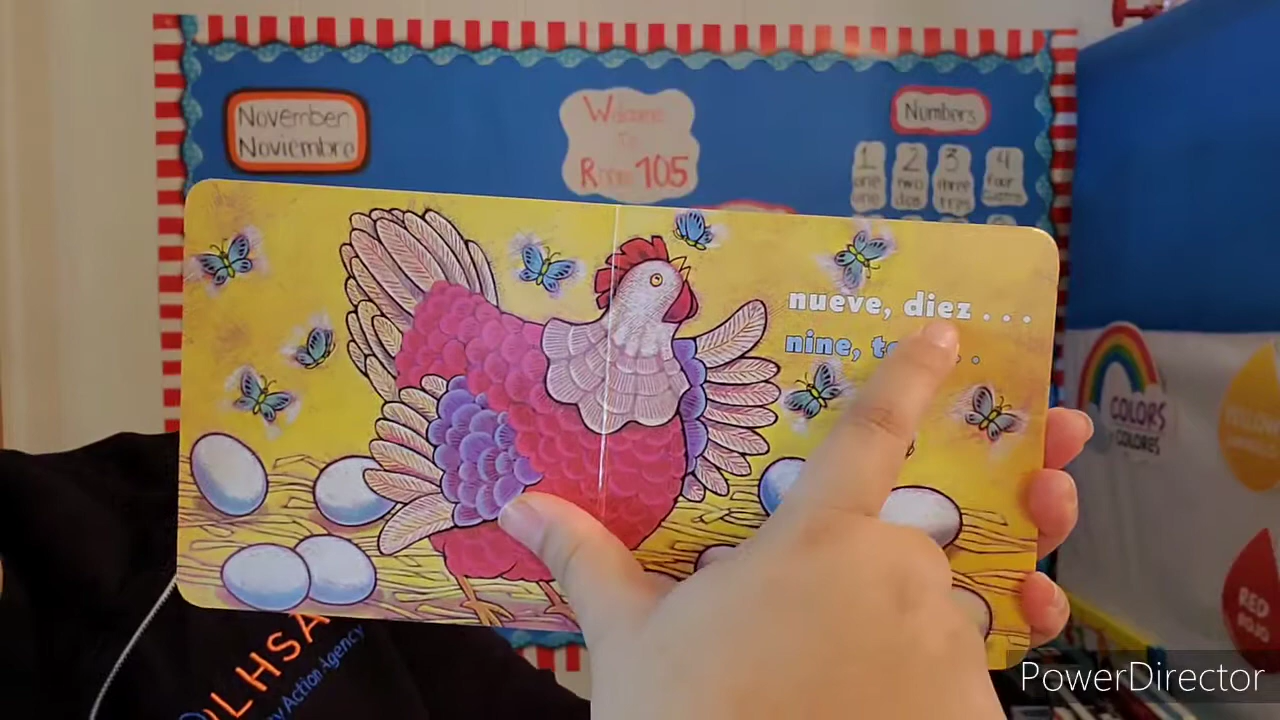 November
Noviembre
Welcome
To
Room 105
Numbers
1 2 3 4
one two three four
uno dos tres cuatro
nueve, diez . . .
nine, . .
COLORS
COLORES
RED
ROJO
OLHSA
Action Agency
PowerDirector